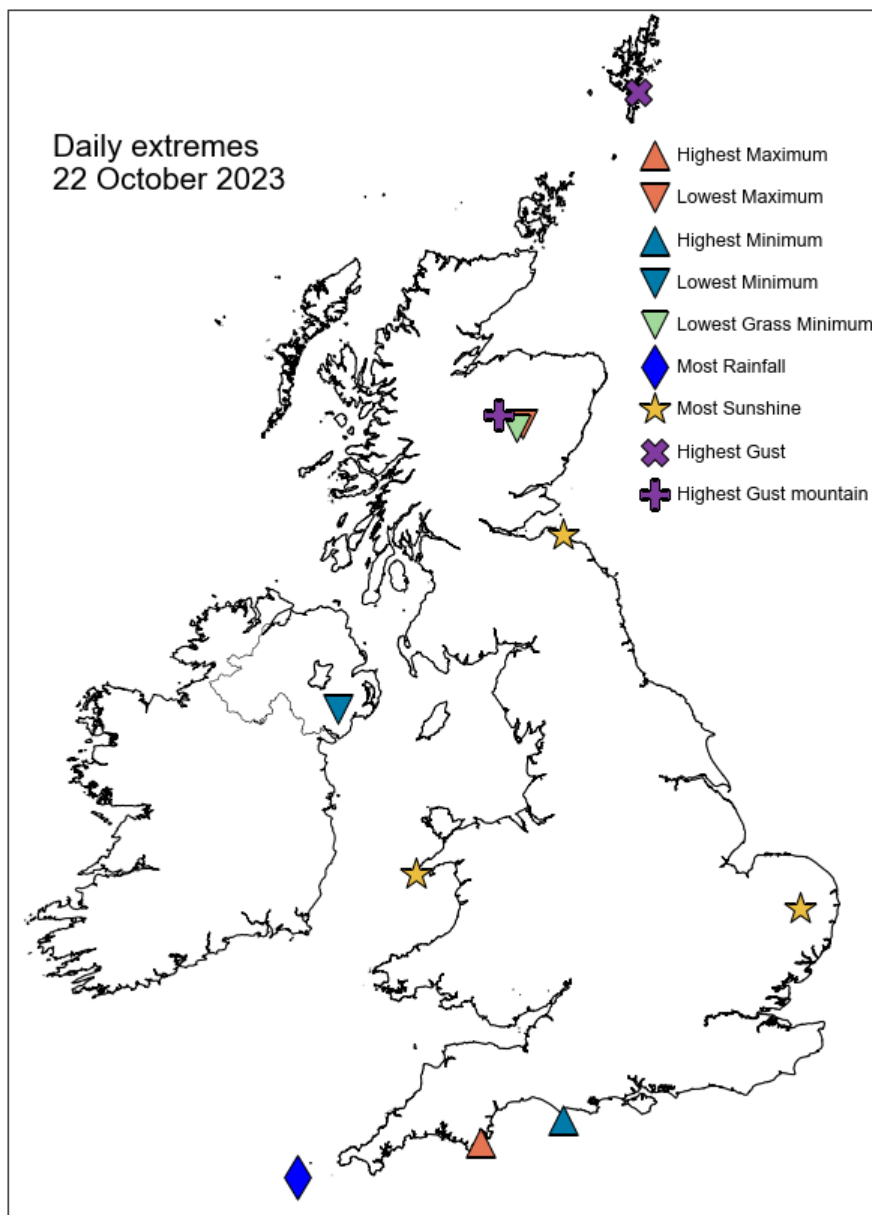 Daily extremes
22 October 2023
Highest Maximum
Lowest Maximum
Highest Minimum
Lowest Minimum
Lowest Grass Minimum
Most Rainfall
Most Sunshine
Highest Gust
Highest Gust mountain